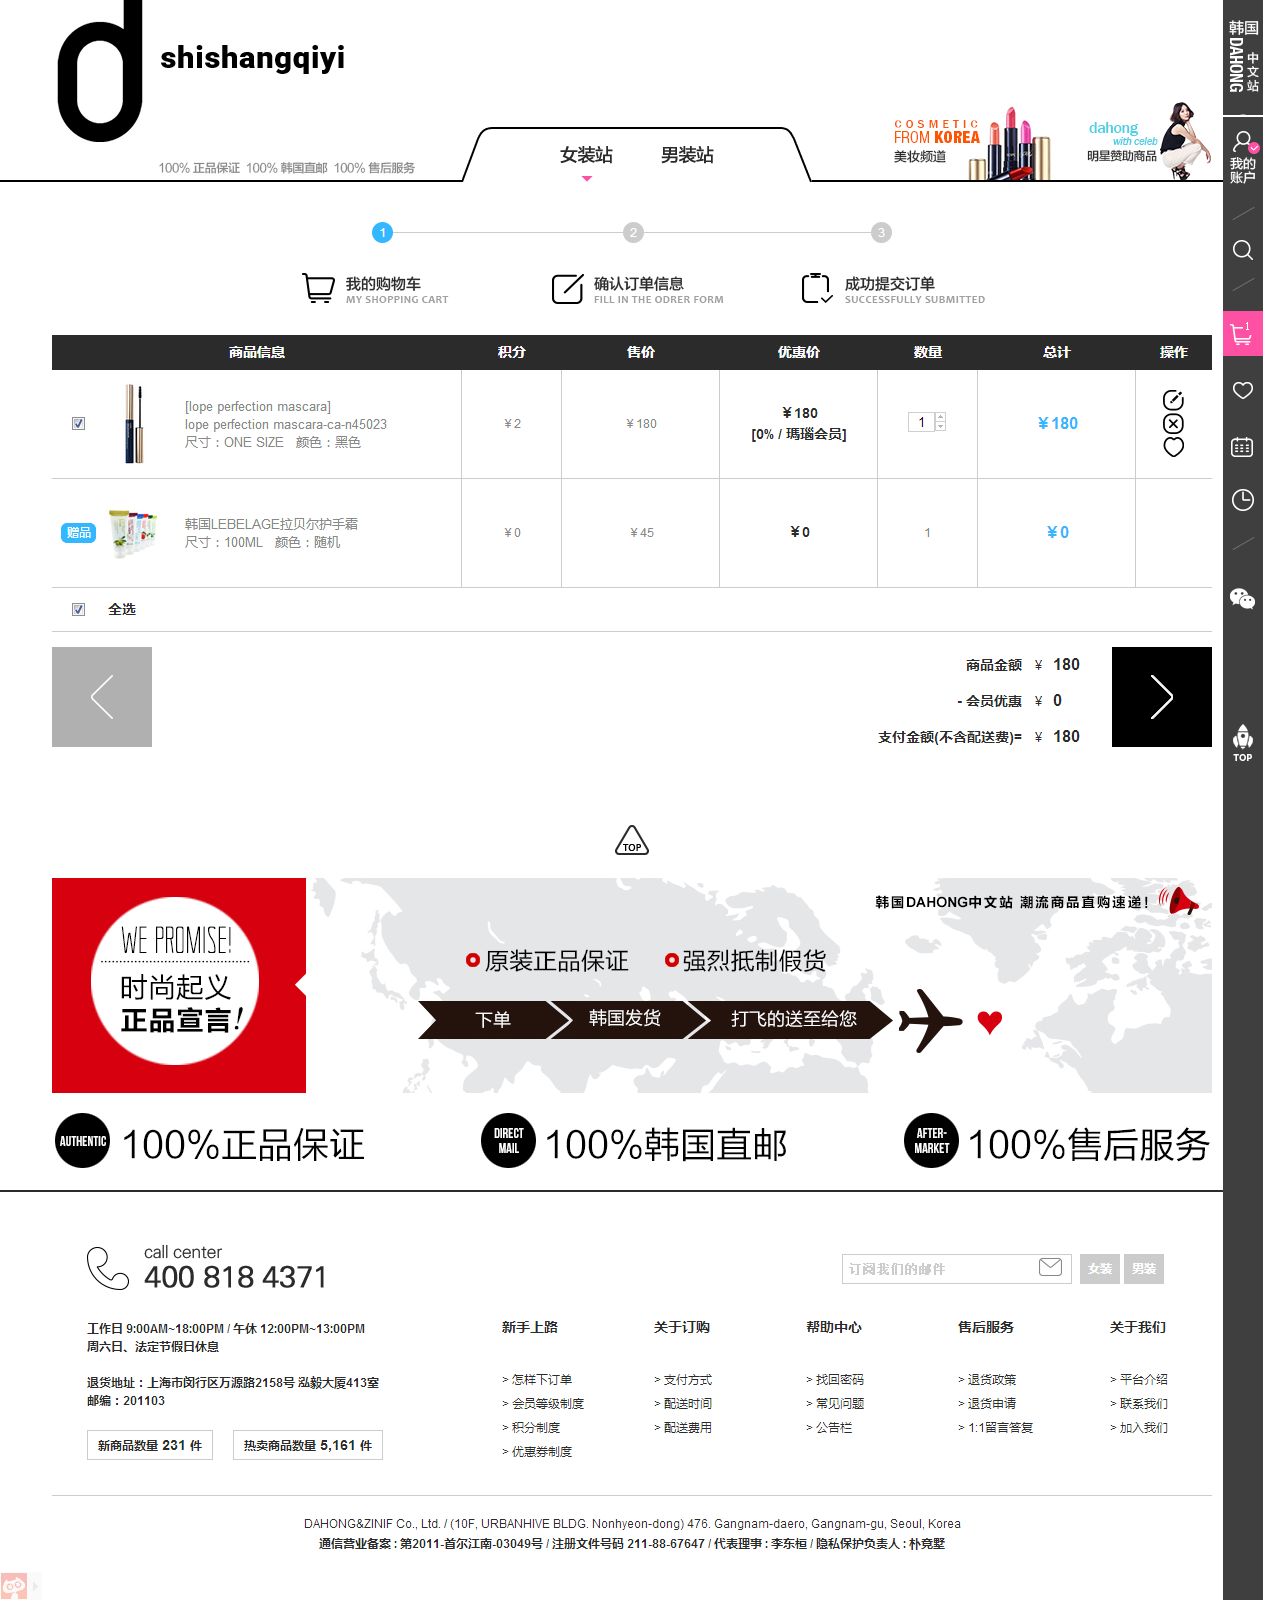 shishangqiyi
100% 正品保证  100% 韩国直邮  100% 售后服务
女装站
男装站
COSMETIC
FROM KOREA
美妆频道
dahong
with celeb
明星赞助商品
韩国
DAHONG
中文站
我的
账户
1
TOP
1
2
3
我的购物车
MY SHOPPING CART
确认订单信息
FILL IN THE ODRER FORM
成功提交订单
SUCCESSFULLY SUBMITTED
商品信息 积分 售价 优惠价 数量 总计 操作
[lope perfection mascara]
lope perfection mascara-ca-n45023
尺寸：ONE SIZE   颜色：黑色
¥ 2
¥ 180
¥ 180
[0% / 瑪瑙会员]
1
¥ 180
赠品
韩国LEBELAGE拉贝尔护手霜
尺寸：100ML   颜色：随机
¥ 0
¥ 45
¥ 0
1
¥ 0
全选
商品金额 ¥ 180
- 会员优惠 ¥ 0
支付金额(不含配送费)= ¥ 180
TOP
WE PROMISE!
时尚起义
正品宣言!
韩国DAHONG中文站 潮流商品直购速递!
原装正品保证
强烈抵制假货
下单
韩国发货
打飞的送至给您
AUTHENTIC
100%正品保证
DIRECT
MAIL
100%韩国直邮
AFTER-
MARKET
100%售后服务
call center
400 818 4371
订阅我们的邮件
女装
男装
工作日 9:00AM~18:00PM / 午休 12:00PM~13:00PM
周六日、法定节假日休息
退货地址：上海市闵行区万源路2158号 泓毅大厦413室
邮编：201103
新商品数量 231 件
热卖商品数量 5,161 件
新手上路
> 怎样下订单
> 会员等级制度
> 积分制度
> 优惠券制度
关于订购
> 支付方式
> 配送时间
> 配送费用
帮助中心
> 找回密码
> 常见问题
> 公告栏
售后服务
> 退货政策
> 退货申请
> 1:1留言答复
关于我们
> 平台介绍
> 联系我们
> 加入我们
DAHONG&ZINIF Co., Ltd. / (10F, URBANHIVE BLDG. Nonhyeon-dong) 476. Gangnam-daero, Gangnam-gu, Seoul, Korea
通信营业备案 : 第2011-首尔江南-03049号 / 注册文件号码 211-88-67647 / 代表理事 : 李东桓 / 隐私保护负责人 : 朴竞墅